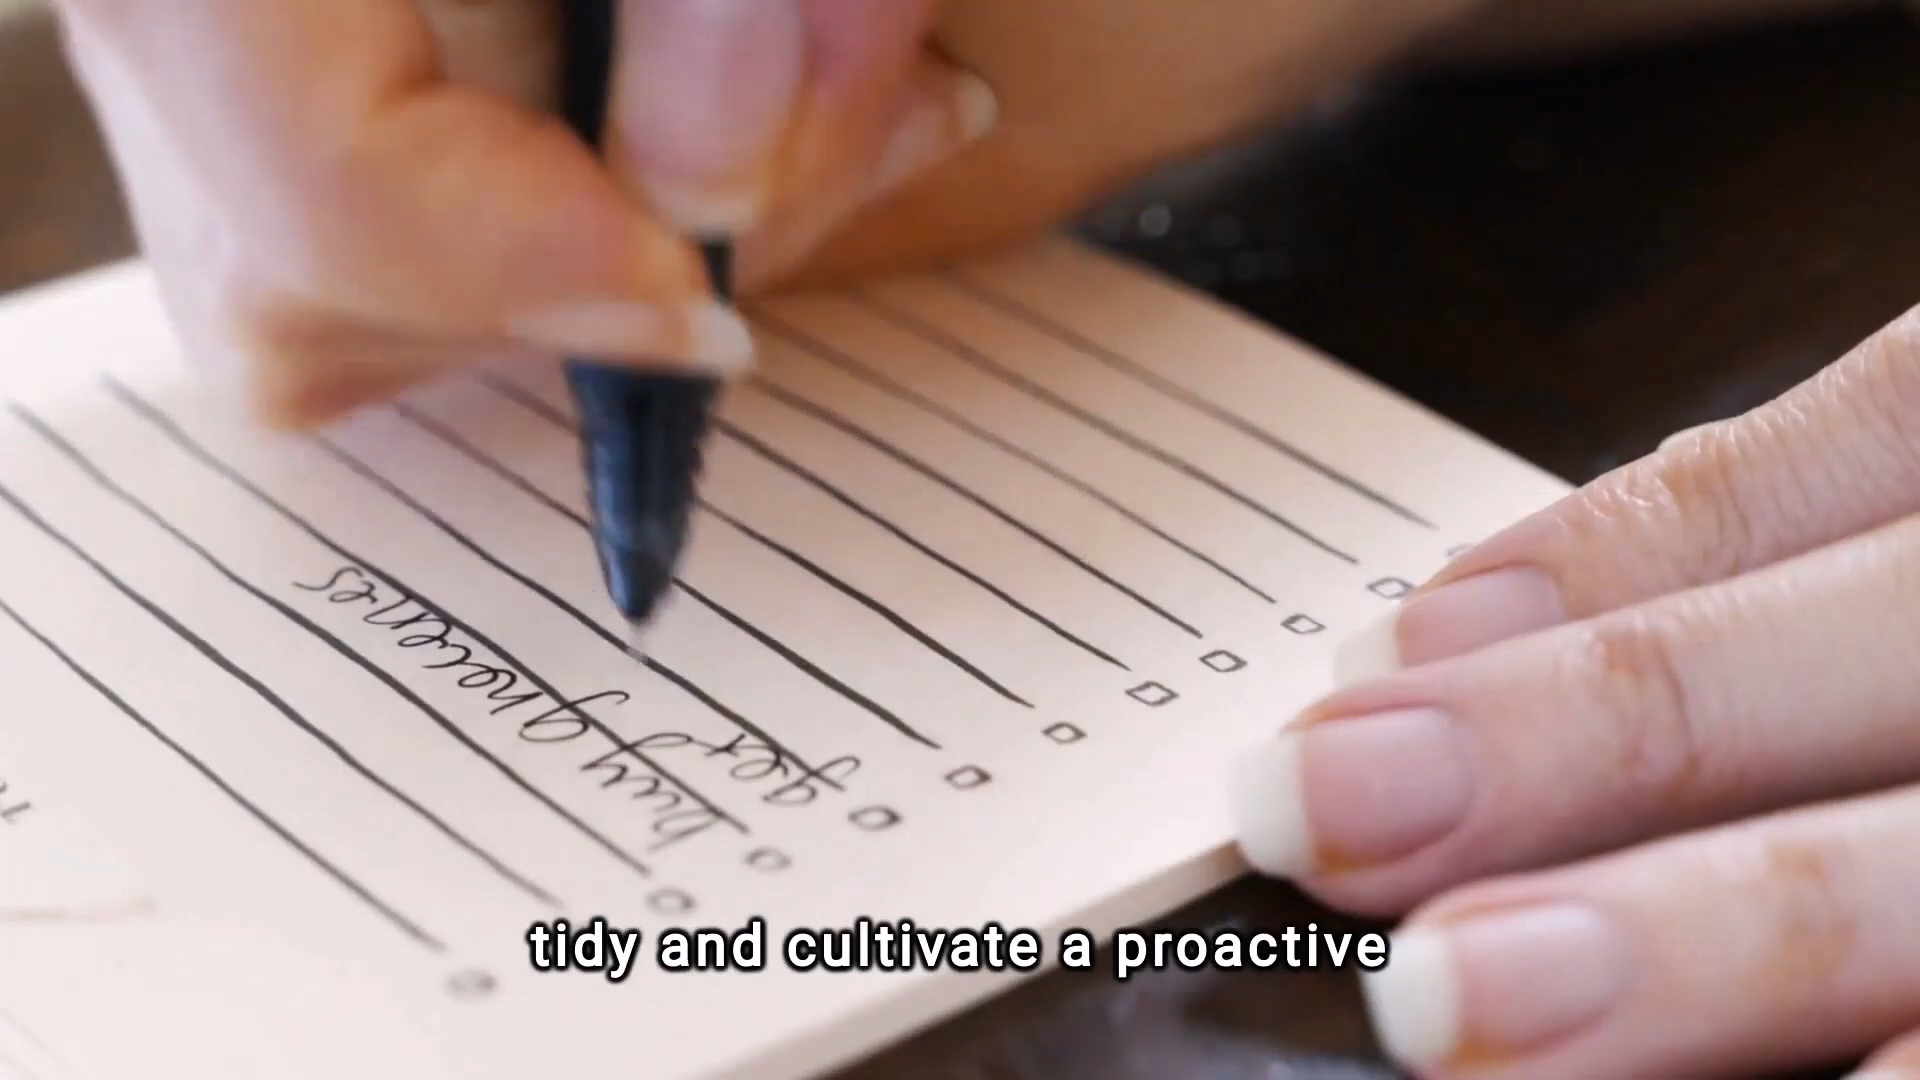 buy groceries
get
tidy and cultivate a proactive